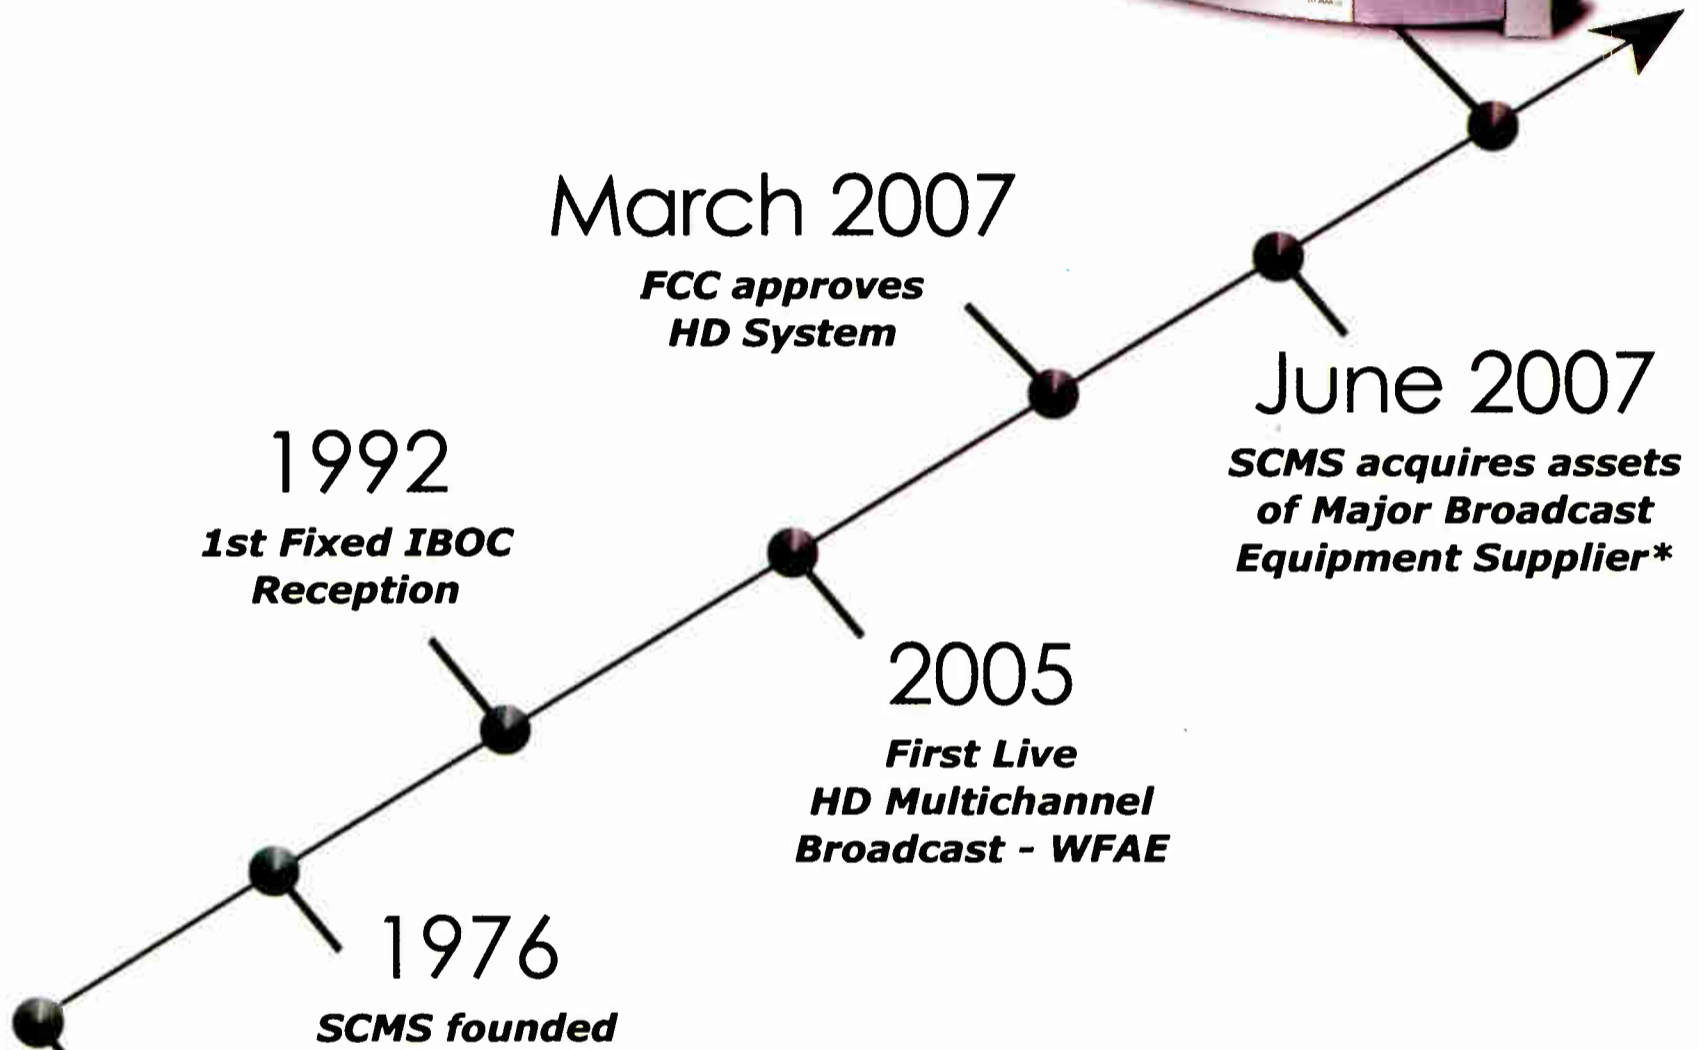 March 2007
FCC approves
HD System
June 2007
SCMS acquires assets
of Major Broadcast
Equipment Supplier*
1992
1st Fixed IBOC
Reception
2005
First Live
HD Multichannel
Broadcast - WFAE
1976
SCMS founded